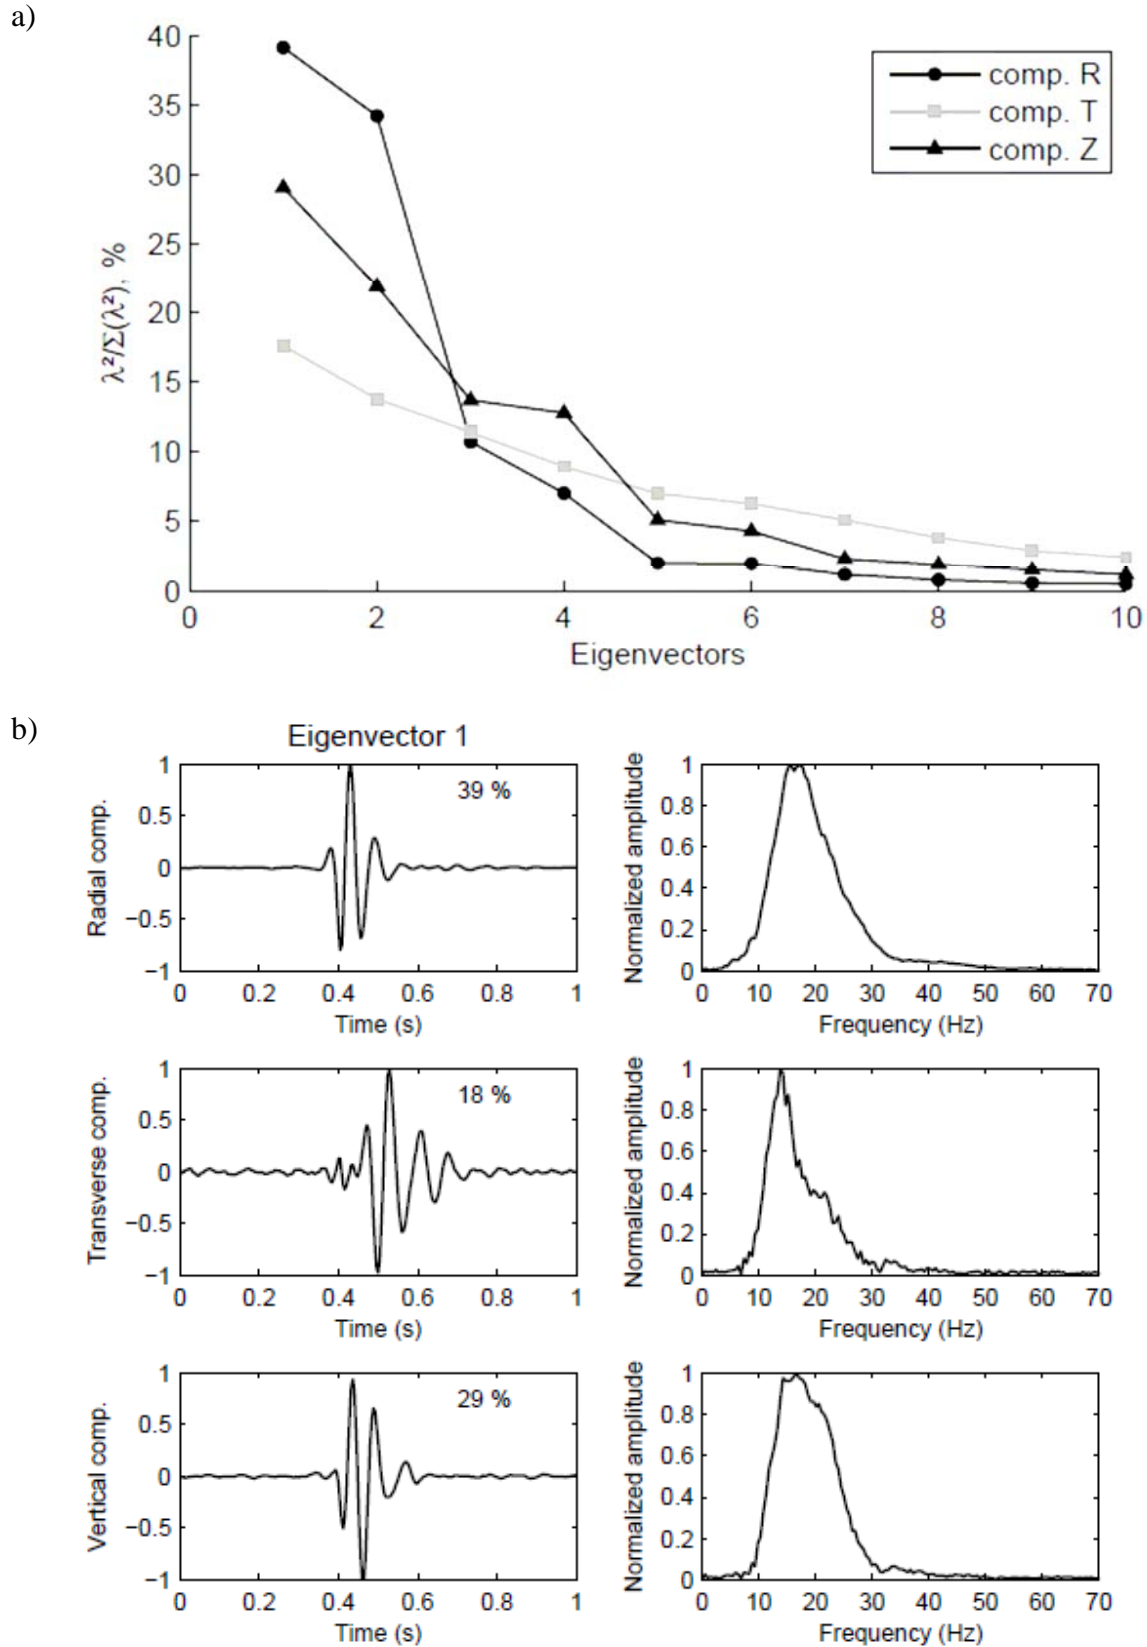 a)
40
35
30
25
20
15
10
5
0
λ²/Σ(λ²), %
comp. R
comp. T
comp. Z
0 2 4 6 8 10
Eigenvectors
b)
Eigenvector 1
1
0.5
0
−0.5
−1
Radial comp.
39 %
0 0.2 0.4 0.6 0.8 1
Time (s)
1
0.8
0.6
0.4
0.2
0
Normalized amplitude
0 10 20 30 40 50 60 70
Frequency (Hz)
1
0.5
0
−0.5
−1
Transverse comp.
18 %
0 0.2 0.4 0.6 0.8 1
Time (s)
1
0.8
0.6
0.4
0.2
0
Normalized amplitude
0 10 20 30 40 50 60 70
Frequency (Hz)
1
0.5
0
−0.5
−1
Vertical comp.
29 %
0 0.2 0.4 0.6 0.8 1
Time (s)
1
0.8
0.6
0.4
0.2
0
Normalized amplitude
0 10 20 30 40 50 60 70
Frequency (Hz)